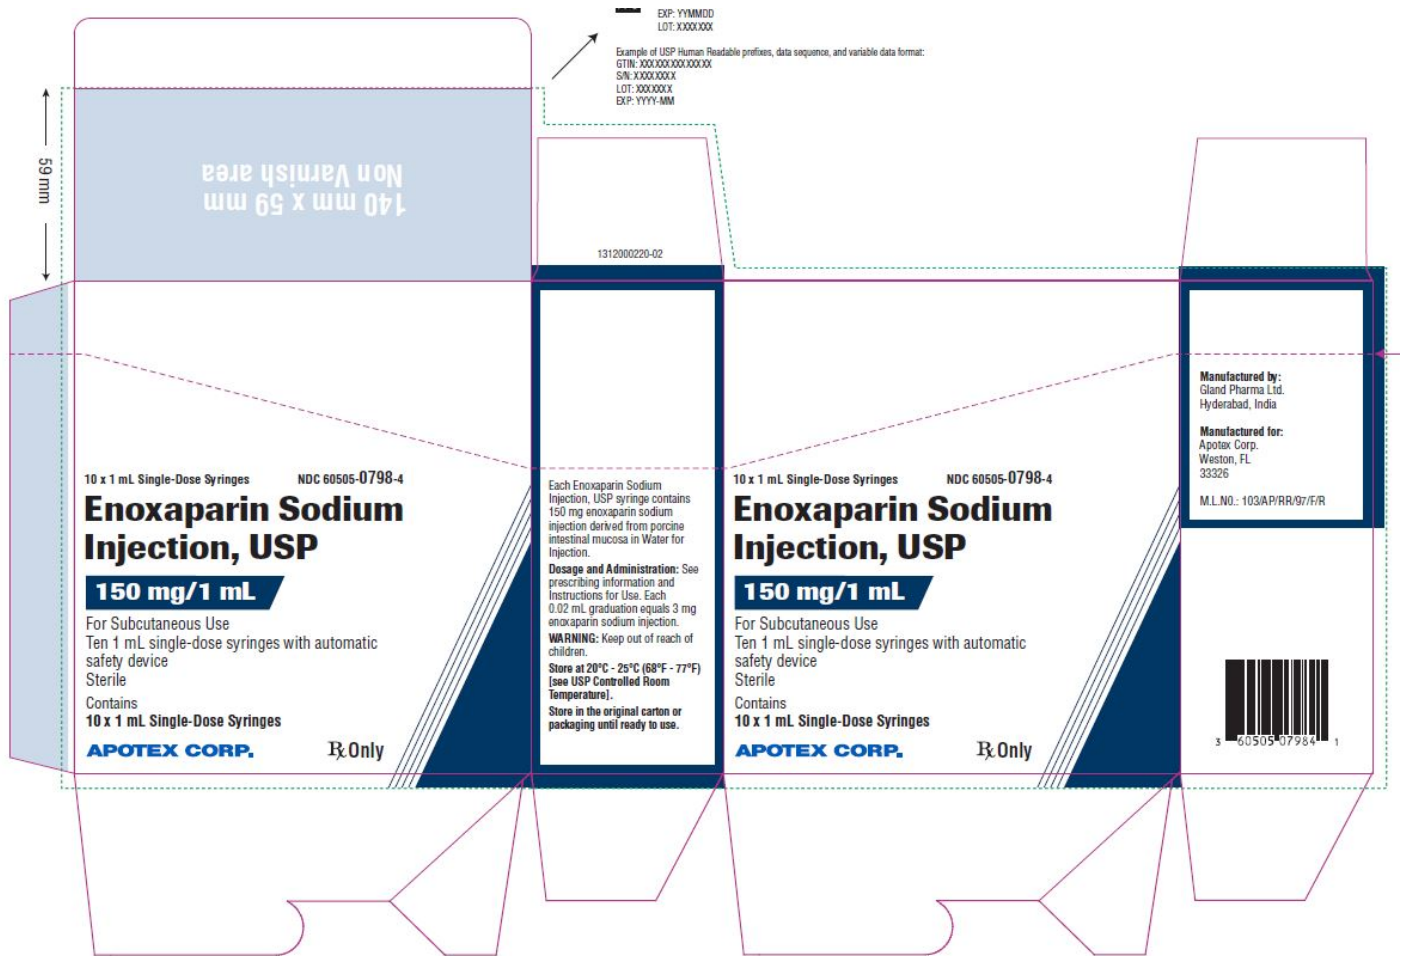 EXP: YYMMDD
LOT: XXXXXXX
Example of USP Human Readable prefixes, data sequence, and variable data format:
GTIN: XXXXXXXXXXXXXX
S/N: XXXXXXXX
LOT: XXXXXXX
EXP: YYYY-MM
59 mm
140 mm x 59 mm
Non Varnish area
1312000220-02
10 x 1 mL Single-Dose Syringes NDC 60505-0798-4
Enoxaparin Sodium
Injection, USP
150 mg/1 mL
For Subcutaneous Use
Ten 1 mL single-dose syringes with automatic
safety device
Sterile
Contains
10 x 1 mL Single-Dose Syringes
APOTEX CORP. Rx Only
Each Enoxaparin Sodium
Injection, USP syringe contains
150 mg enoxaparin sodium
injection derived from porcine
intestinal mucosa in Water for
Injection.
Dosage and Administration: See
prescribing information and
Instructions for Use. Each
0.02 mL graduation equals 3 mg
enoxaparin sodium injection.
WARNING: Keep out of reach of
children.
Store at 20°C - 25°C (68°F - 77°F)
[see USP Controlled Room
Temperature].
Store in the original carton or
packaging until ready to use.
10 x 1 mL Single-Dose Syringes NDC 60505-0798-4
Enoxaparin Sodium
Injection, USP
150 mg/1 mL
For Subcutaneous Use
Ten 1 mL single-dose syringes with automatic
safety device
Sterile
Contains
10 x 1 mL Single-Dose Syringes
APOTEX CORP. Rx Only
Manufactured by:
Gland Pharma Ltd.
Hyderabad, India
Manufactured for:
Apotex Corp.
Weston, FL
33326
M.L.NO.: 103/AP/RR/97/F/R
3 60505 07984 1